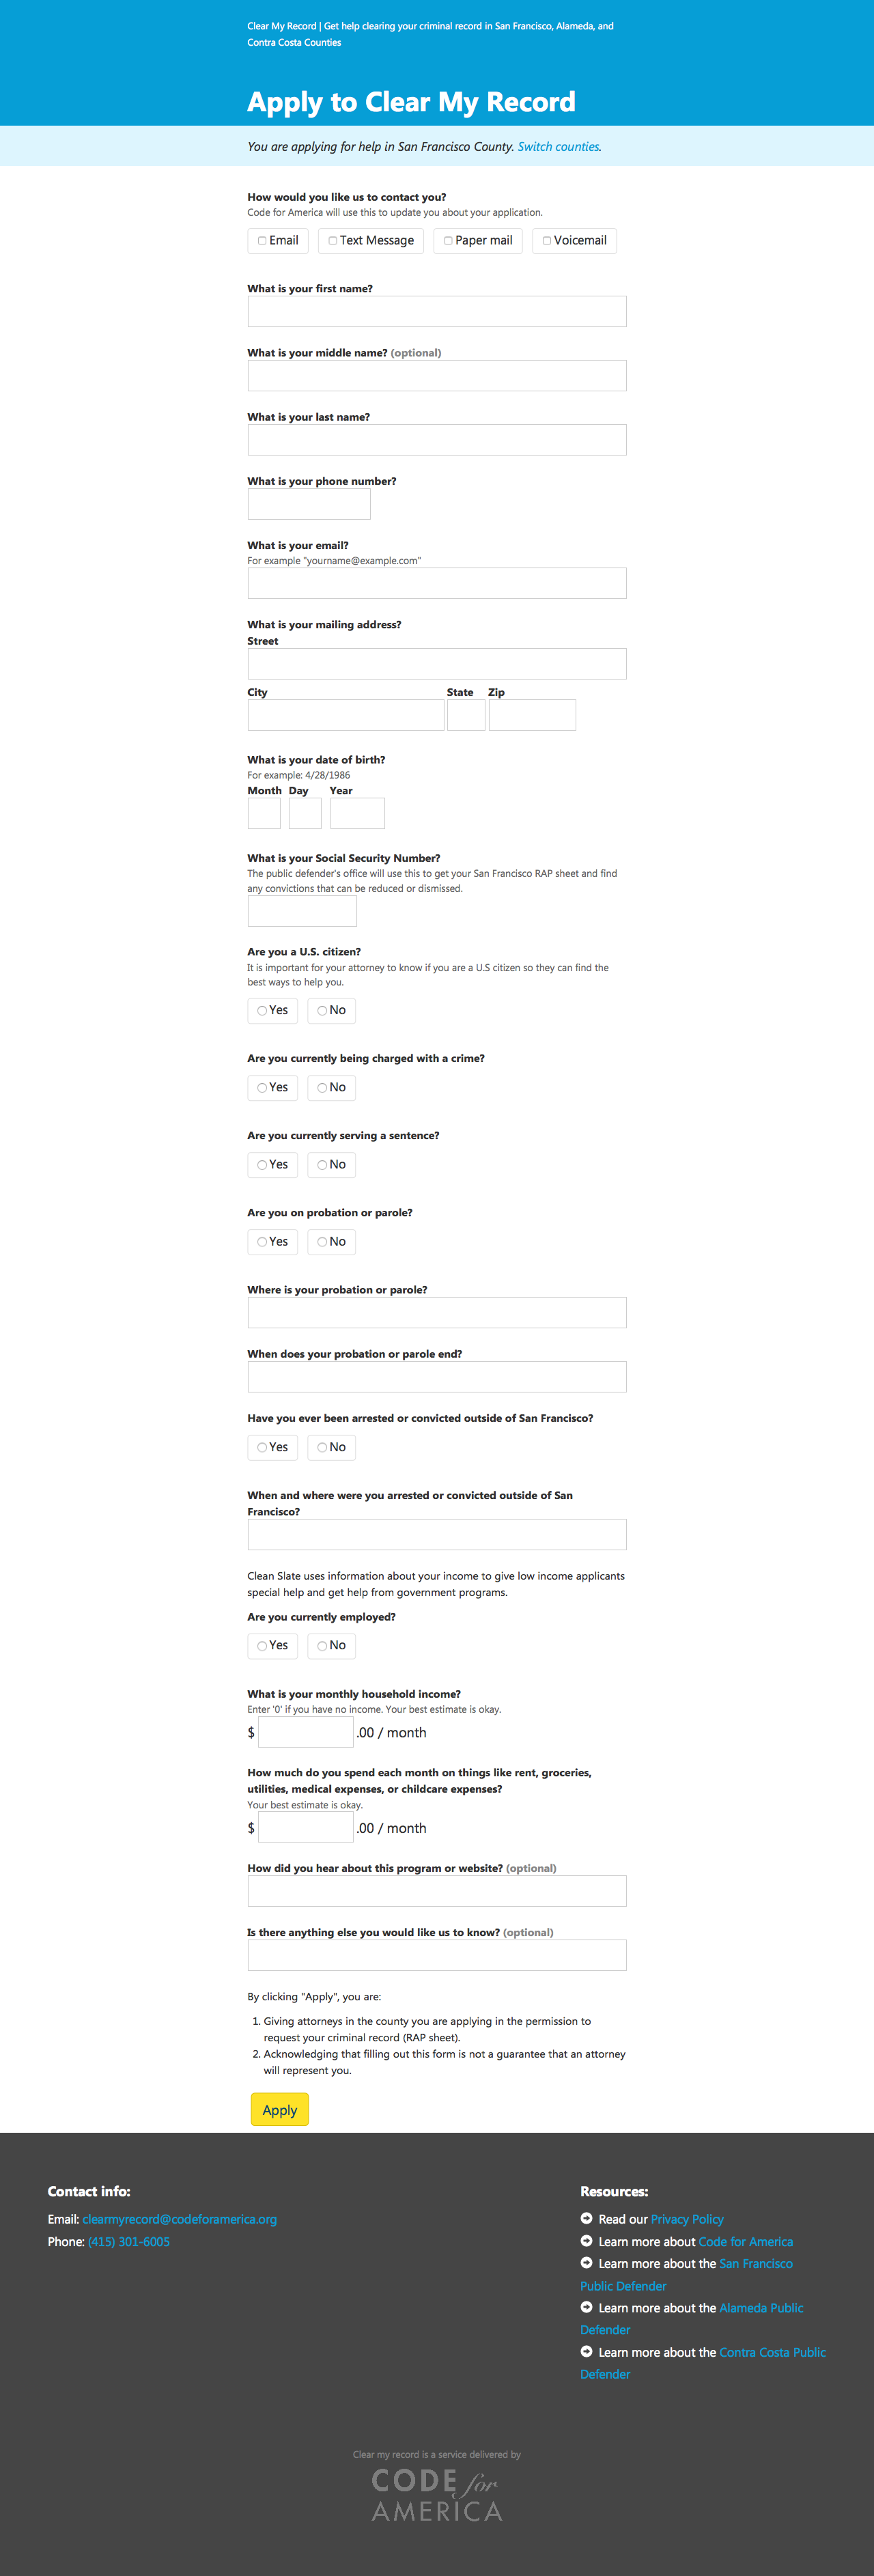 Clear My Record | Get help clearing your criminal record in San Francisco, Alameda, and
Contra Costa Counties
Apply to Clear My Record
You are applying for help in San Francisco County. Switch counties.
How would you like us to contact you?
Code for America will use this to update you about your application.
Email Text Message Paper mail Voicemail
What is your first name?
What is your middle name? (optional)
What is your last name?
What is your phone number?
What is your email?
For example "yourname@example.com"
What is your mailing address?
Street
City State Zip
What is your date of birth?
For example: 4/28/1986
Month Day Year
What is your Social Security Number?
The public defender's office will use this to get your San Francisco RAP sheet and find
any convictions that can be reduced or dismissed.
Are you a U.S. citizen?
It is important for your attorney to know if you are a U.S citizen so they can find the
best ways to help you.
Yes No
Are you currently being charged with a crime?
Yes No
Are you currently serving a sentence?
Yes No
Are you on probation or parole?
Yes No
Where is your probation or parole?
When does your probation or parole end?
Have you ever been arrested or convicted outside of San Francisco?
Yes No
When and where were you arrested or convicted outside of San
Francisco?
Clean Slate uses information about your income to give low income applicants
special help and get help from government programs.
Are you currently employed?
Yes No
What is your monthly household income?
Enter '0' if you have no income. Your best estimate is okay.
$ .00 / month
How much do you spend each month on things like rent, groceries,
utilities, medical expenses, or childcare expenses?
Your best estimate is okay.
$ .00 / month
How did you hear about this program or website? (optional)
Is there anything else you would like us to know? (optional)
By clicking "Apply", you are:
1. Giving attorneys in the county you are applying in the permission to
request your criminal record (RAP sheet).
2. Acknowledging that filling out this form is not a guarantee that an attorney
will represent you.
Apply
Contact info:
Email: clearmyrecord@codeforamerica.org
Phone: (415) 301-6005
Resources:
Read our Privacy Policy
Learn more about Code for America
Learn more about the San Francisco
Public Defender
Learn more about the Alameda Public
Defender
Learn more about the Contra Costa Public
Defender
Clear my record is a service delivered by
CODE for
AMERICA